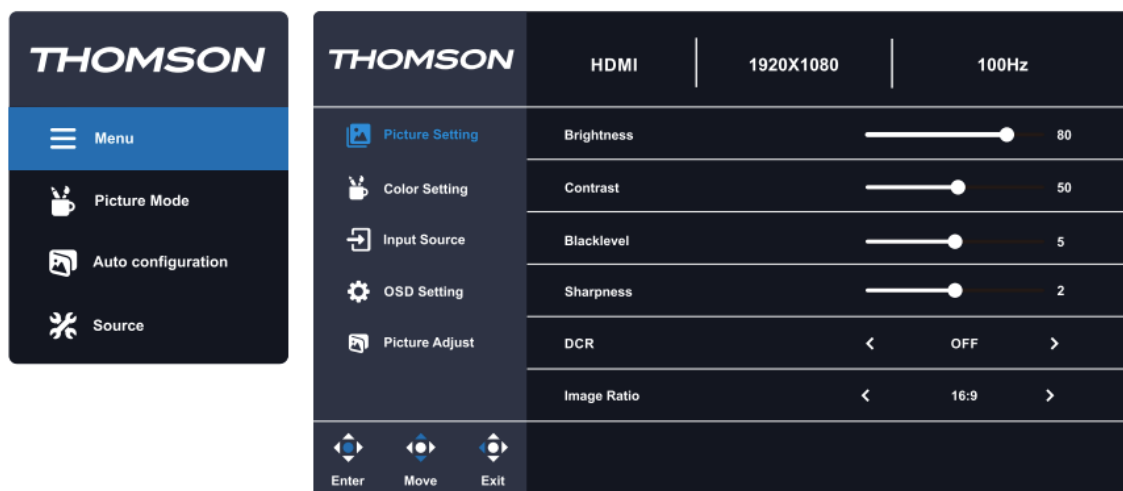 THOMSON
Menu
Picture Mode
Auto configuration
Source
THOMSON
HDMI 1920X1080 100Hz
Picture Setting
Color Setting
Input Source
OSD Setting
Picture Adjust
Brightness 80
Contrast 50
Blacklevel 5
Sharpness 2
DCR OFF
Image Ratio 16:9
Enter Move Exit